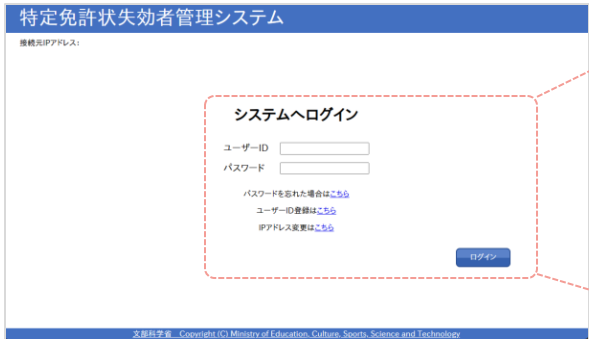 特定免許状失効者管理システム
接続元IPアドレス:
システムへログイン
ユーザーID
パスワード
パスワードを忘れた場合はこちら
ユーザーID登録はこちら
IPアドレス変更はこちら
ログイン
文部科学省 Copyright (C) Ministry of Education, Culture, Sports, Science and Technology